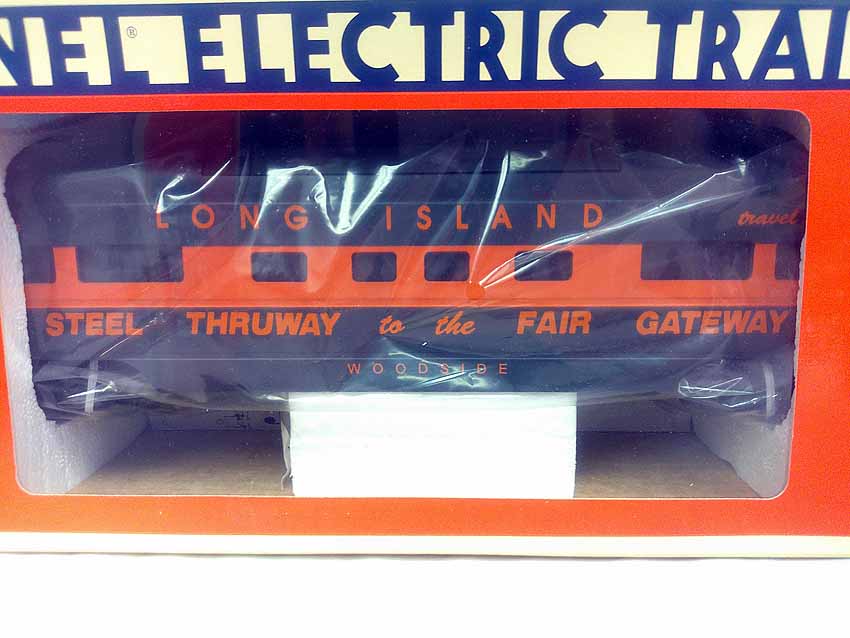 NEL® ELECTRIC TRAI
LONG ISLAND
travel
STEEL THRUWAY to the FAIR GATEWAY
WOODSIDE